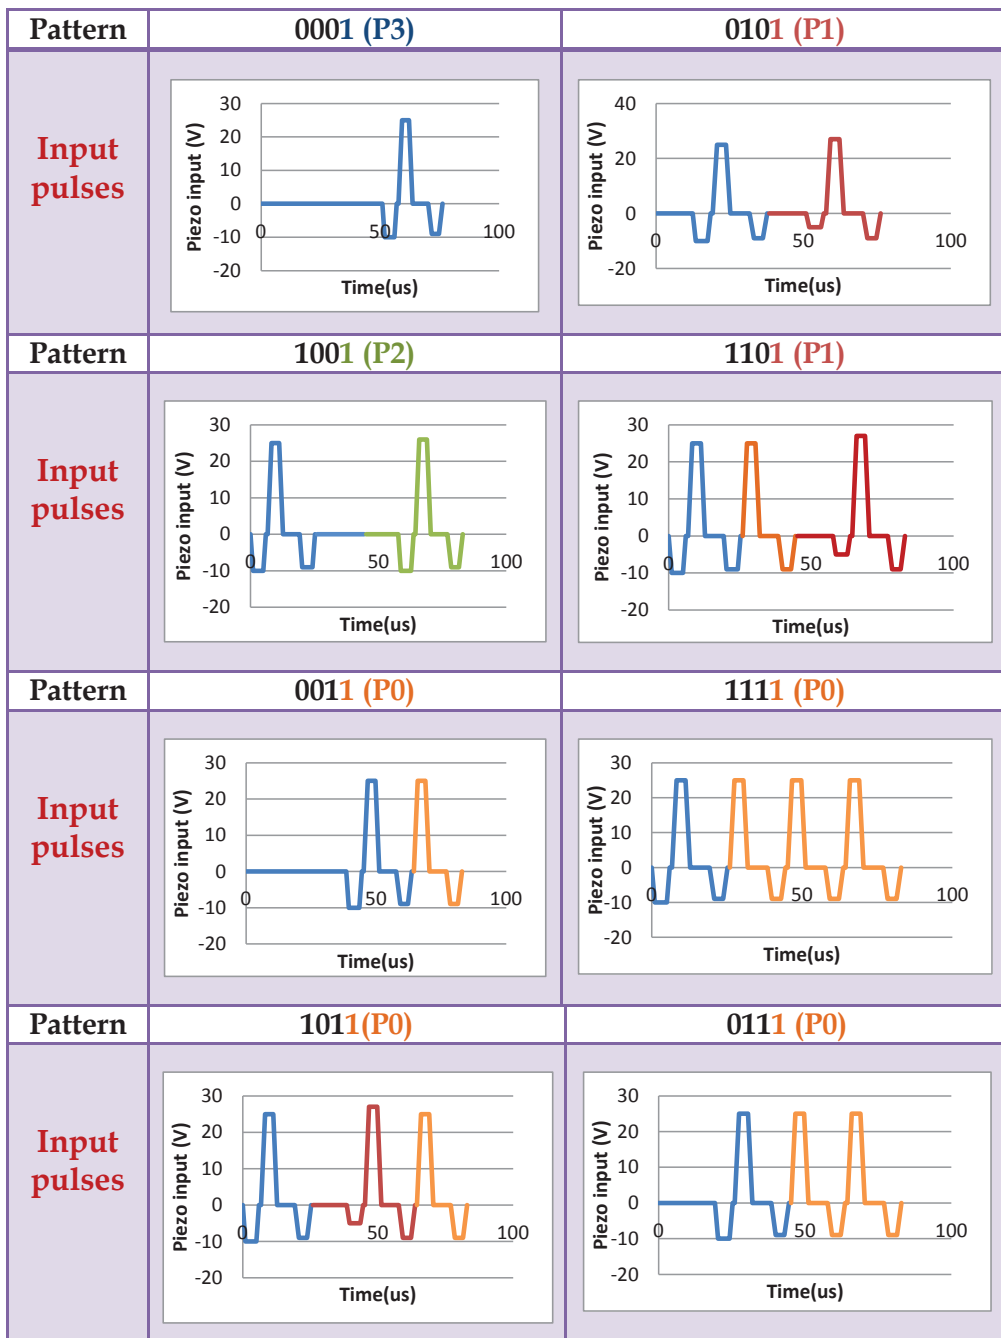 Pattern 0001 (P3) 0101 (P1)
Input pulses
Piezo input (V)
30
20
10
0
-10
-20
0 50 100
Time(us)
Piezo input (V)
40
20
0
-20
0 50 100
Time(us)
Pattern 1001 (P2) 1101 (P1)
Input pulses
Piezo input (V)
30
20
10
0
-10
-20
0 50 100
Time(us)
Piezo input (V)
30
20
10
0
-10
-20
0 50 100
Time(us)
Pattern 0011 (P0) 1111 (P0)
Input pulses
Piezo input (V)
30
20
10
0
-10
-20
0 50 100
Time(us)
Piezo input (V)
30
20
10
0
-10
-20
0 50 100
Time(us)
Pattern 1011(P0) 0111 (P0)
Input pulses
Piezo input (V)
30
20
10
0
-10
-20
0 50 100
Time(us)
Piezo input (V)
30
20
10
0
-10
-20
0 50 100
Time(us)